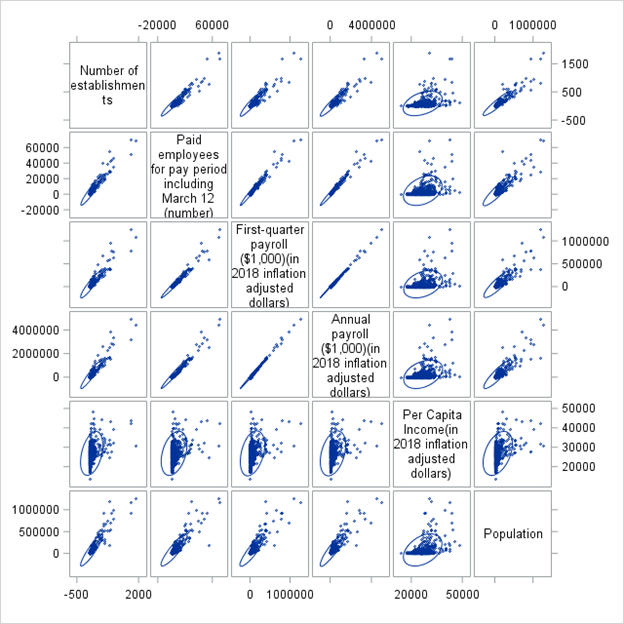 -20000 60000 0 4000000 0 1000000
Number of
establishmen
ts
1500
500
-500
60000
40000
20000
0
-20000
Paid
employees
for pay period
including
March 12
(number)
First-quarter
payroll
($1,000)(in
2018 inflation
adjusted
dollars)
1000000
500000
0
4000000
2000000
0
Annual
payroll
($1,000)(in
2018 inflation
adjusted
dollars)
Per Capita
Income(in
2018 inflation
adjusted
dollars)
50000
40000
30000
20000
1000000
500000
0
Population
-500 2000 0 1000000 20000 50000